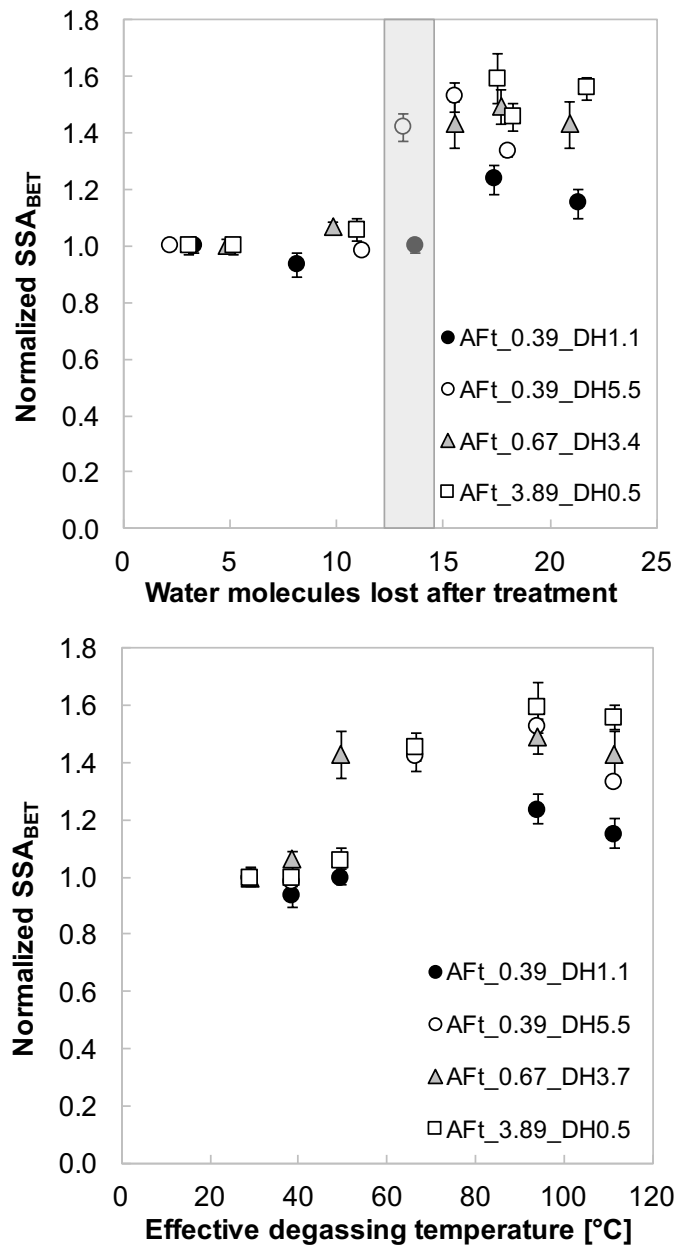 1.8
1.6
1.4
1.2
1.0
0.8
0.6
0.4
0.2
0.0
Normalized SSA_BET
AFt_0.39_DH1.1
AFt_0.39_DH5.5
AFt_0.67_DH3.4
AFt_3.89_DH0.5
0 5 10 15 20 25
Water molecules lost after treatment
1.8
1.6
1.4
1.2
1.0
0.8
0.6
0.4
0.2
0.0
Normalized SSA_BET
AFt_0.39_DH1.1
AFt_0.39_DH5.5
AFt_0.67_DH3.7
AFt_3.89_DH0.5
0 20 40 60 80 100 120
Effective degassing temperature [°C]